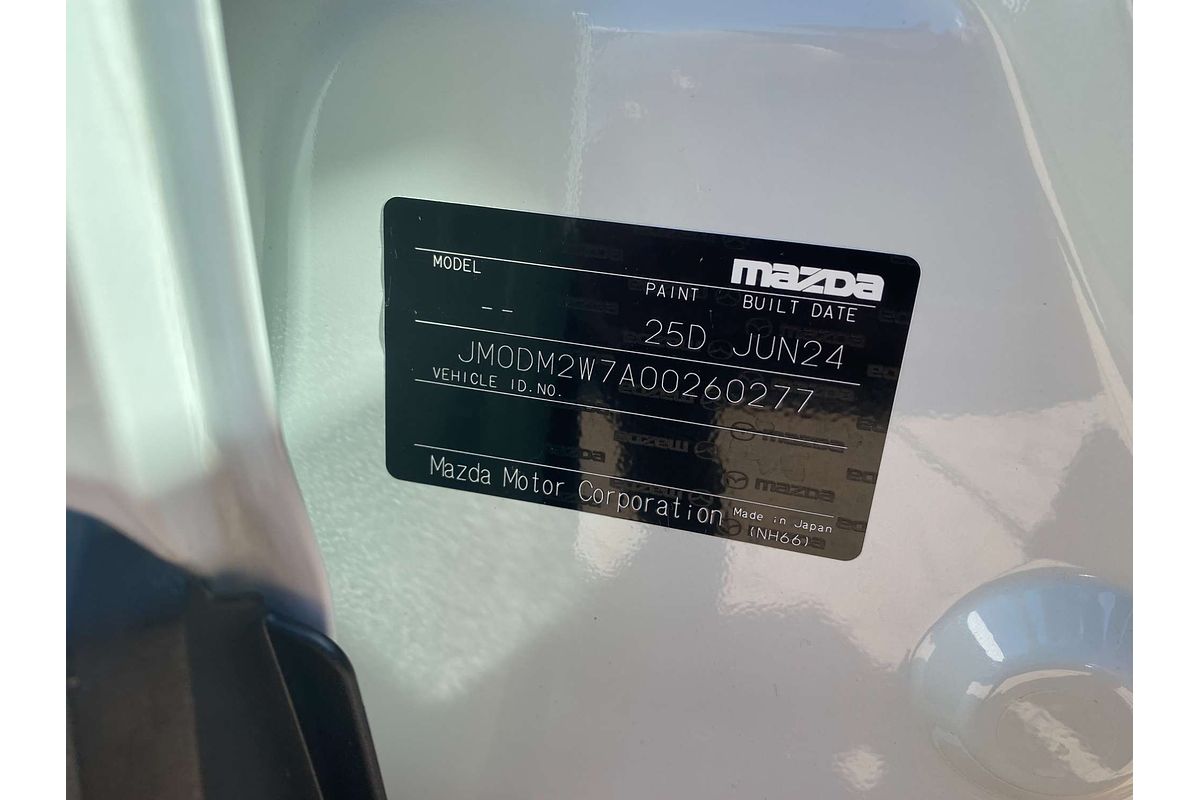 mazda
MODEL PAINT BUILT DATE
-- 25D JUN24
JM0DM2W7A00260277
VEHICLE ID.NO.
Mazda Motor Corporation Made in Japan
(NH66)